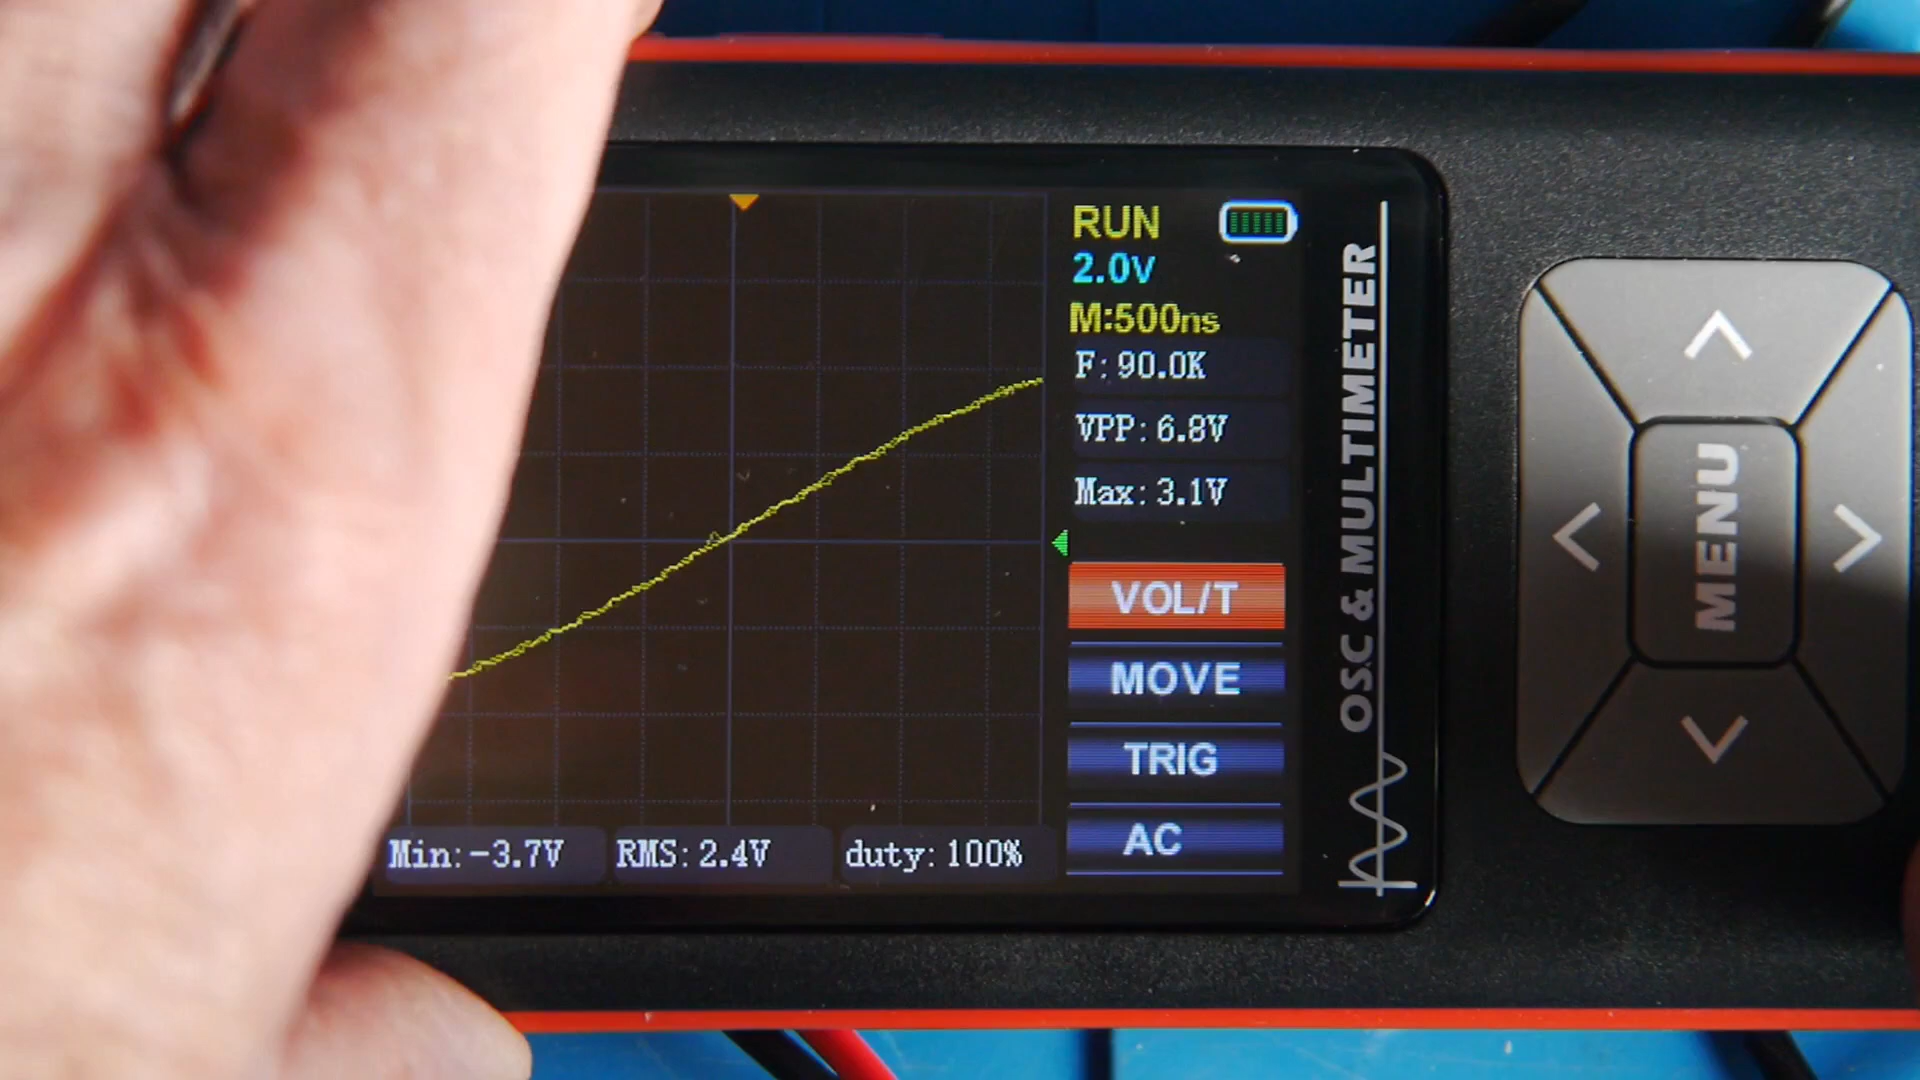 RUN
2.0V
M:500ns
F: 90.0K
VPP: 6.8V
Max: 3.1V
VOL/T
MOVE
TRIG
AC
Min: -3.7V
RMS: 2.4V
duty: 100%
OSC & MULTIMETER
MENU